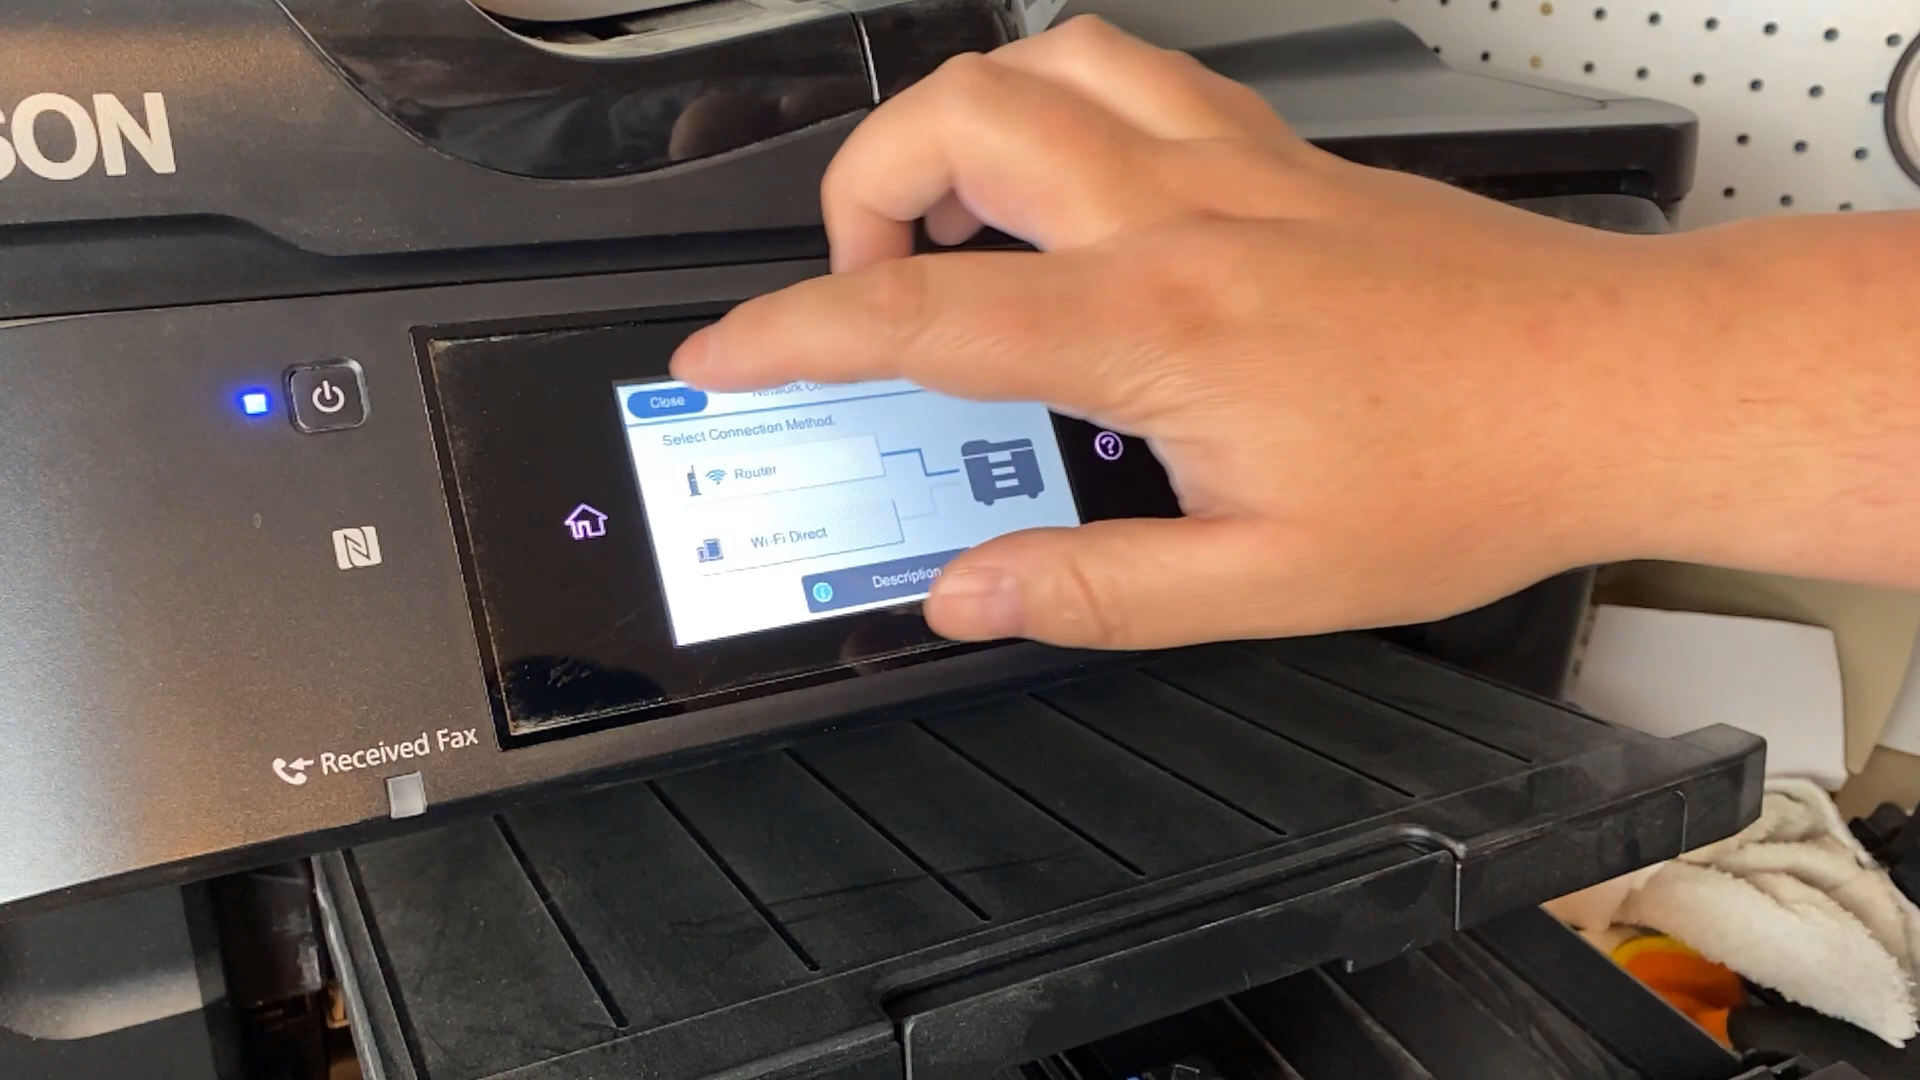 SON
Close
Select Connection Method.
Router
Wi-Fi Direct
Description
Received Fax